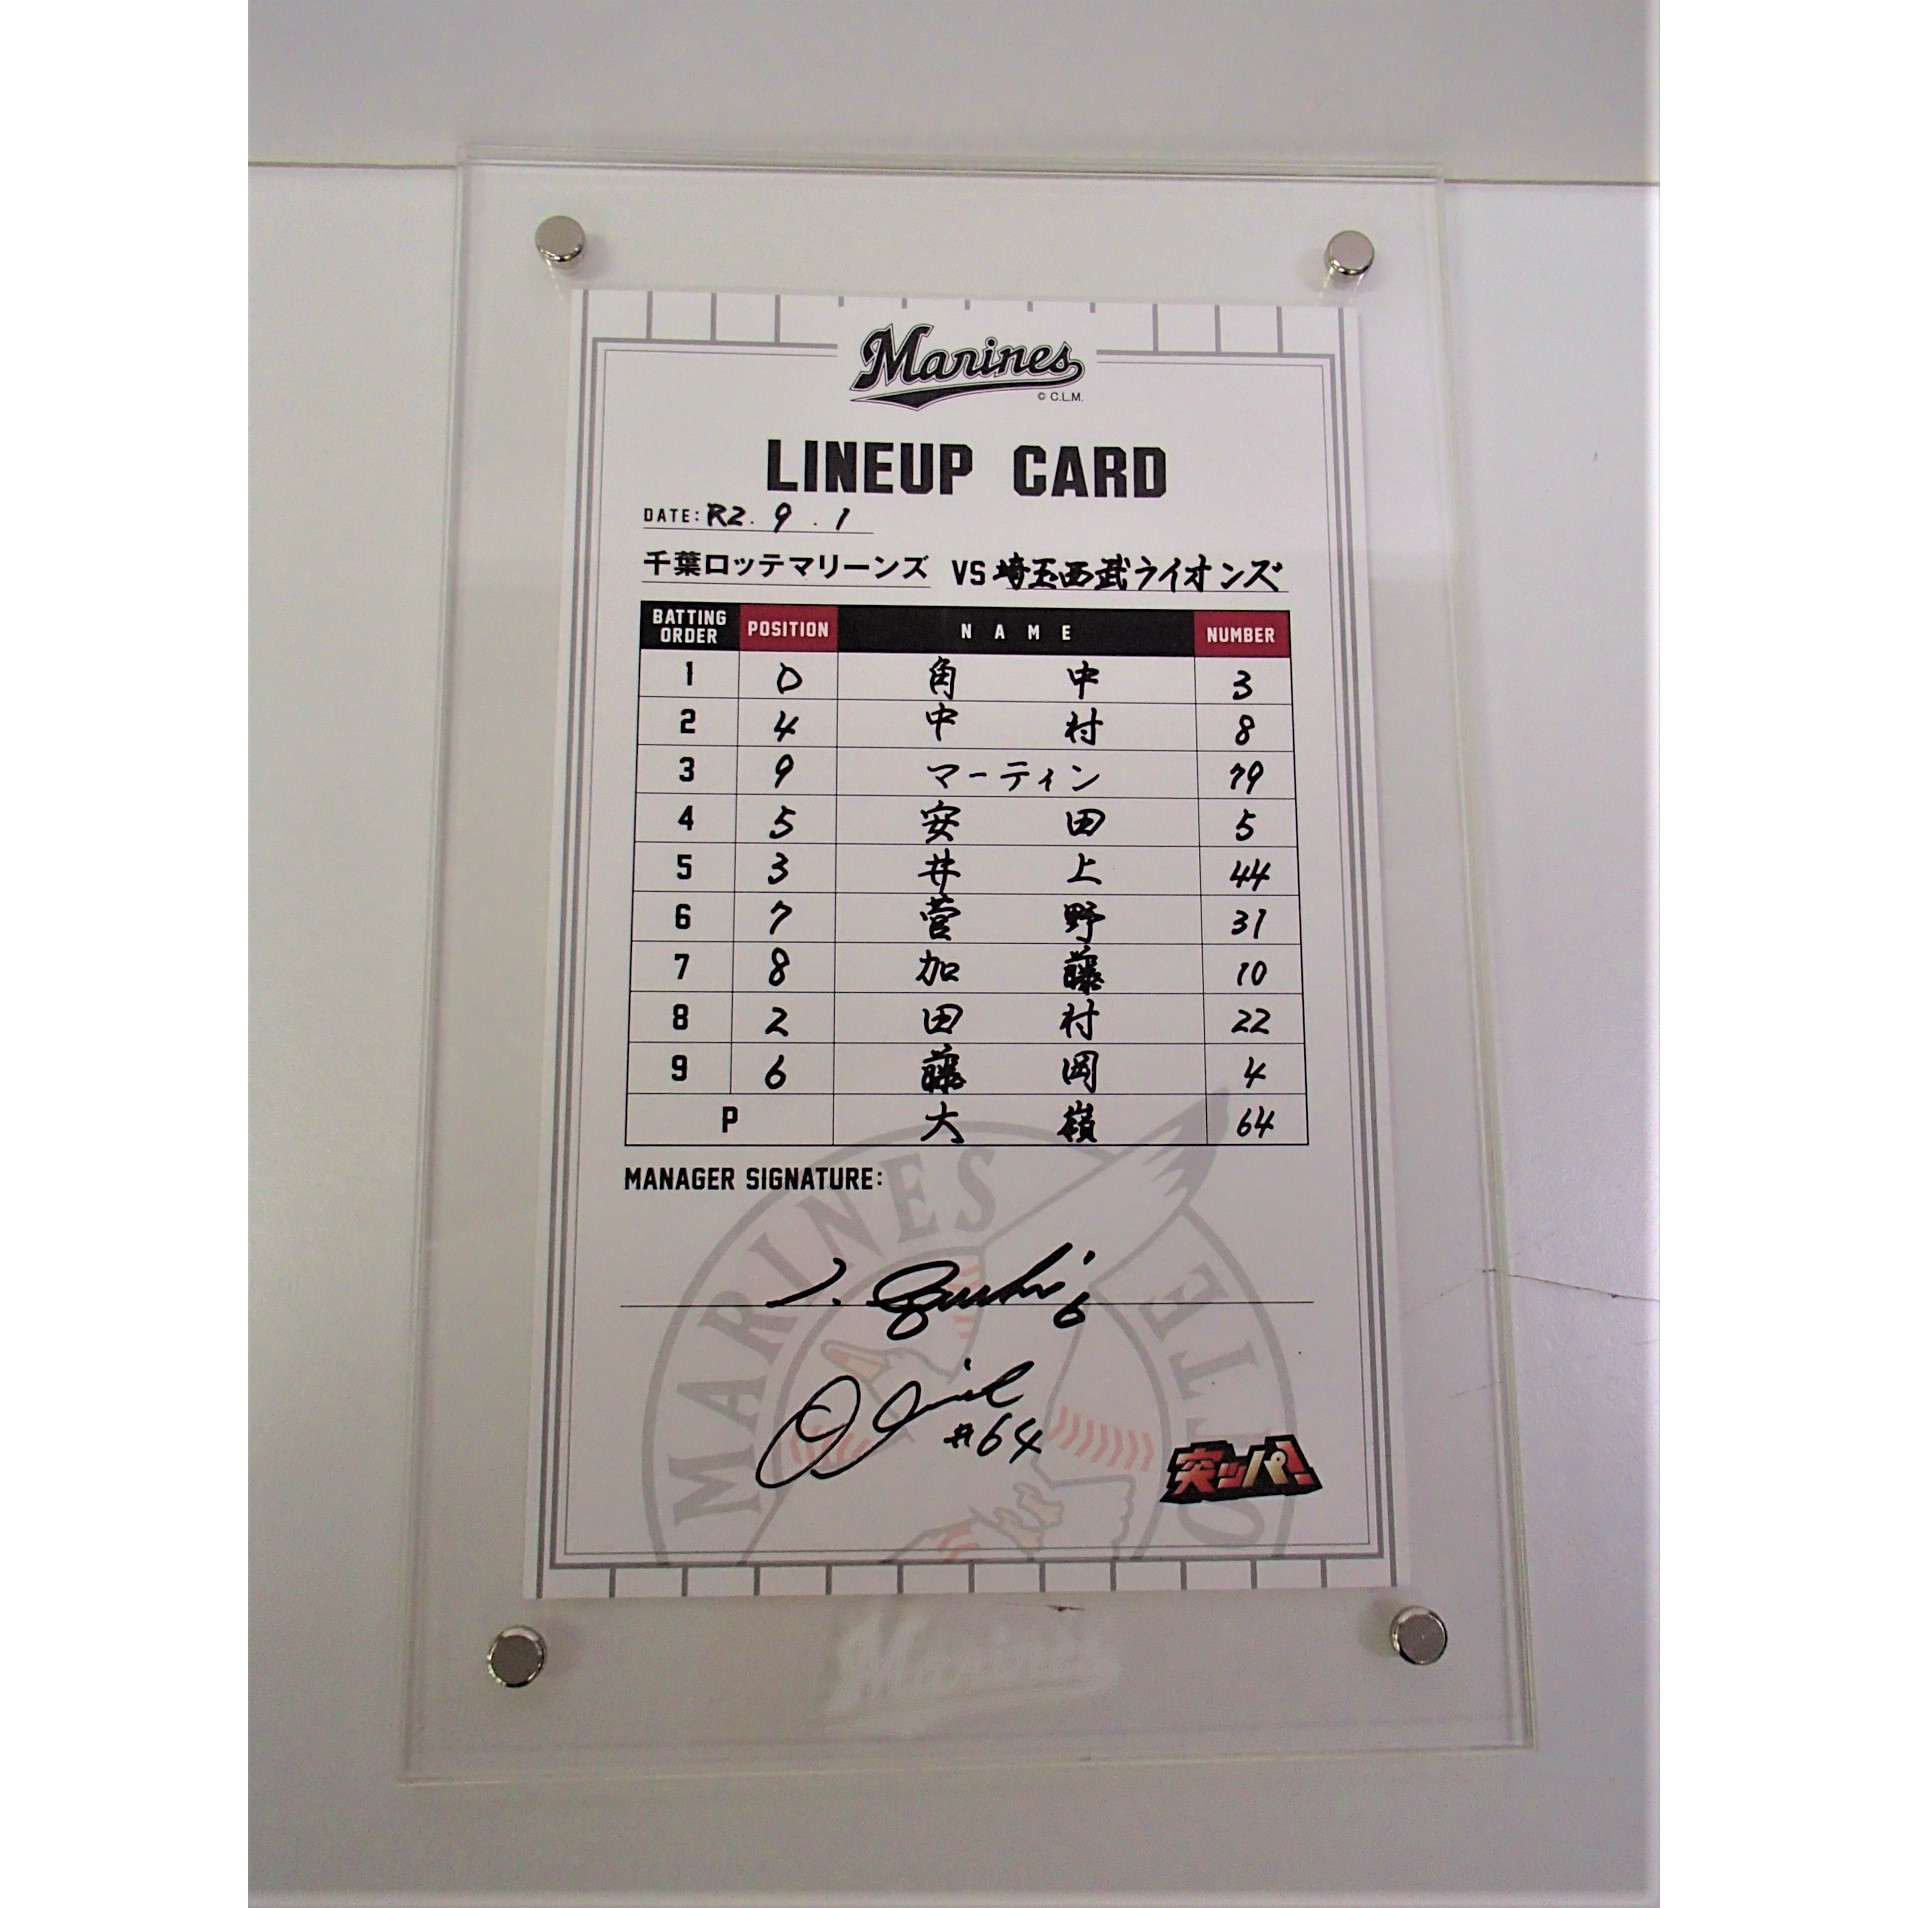 Marines
© C.L.M.
LINEUP CARD
DATE: R2. 9. 1
千葉ロッテマリーンズ VS 埼玉西武ライオンズ
BATTING ORDER POSITION NAME NUMBER
1 D 角中 3
2 4 中村 8
3 9 マーティン 79
4 5 安田 5
5 3 井上 44
6 7 菅野 31
7 8 加藤 10
8 2 田村 22
9 6 藤岡 4
P 大嶺 64
MANAGER SIGNATURE:
#64
突ッパ!
MARINES
Marines